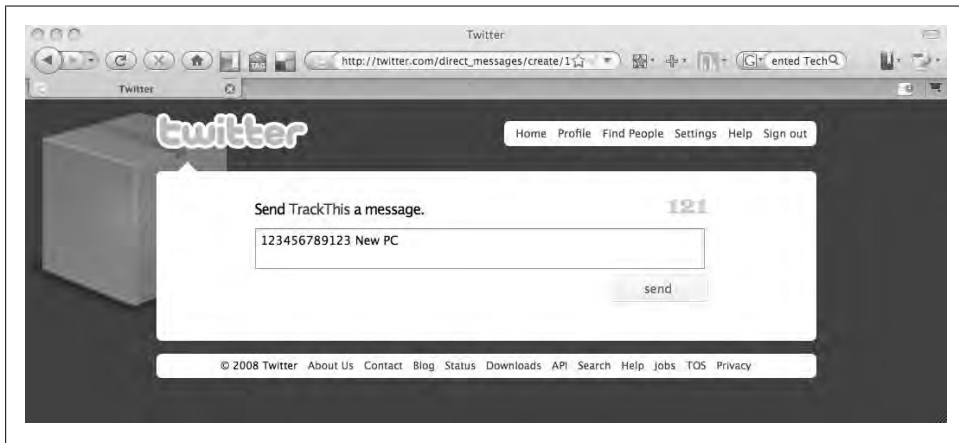 Twitter
TAG
http://twitter.com/direct_messages/create/1
G ented Tech
Twitter
twitter
Home Profile Find People Settings Help Sign out
Send TrackThis a message.
121
123456789123 New PC
send
© 2008 Twitter About Us Contact Blog Status Downloads API Search Help Jobs TOS Privacy